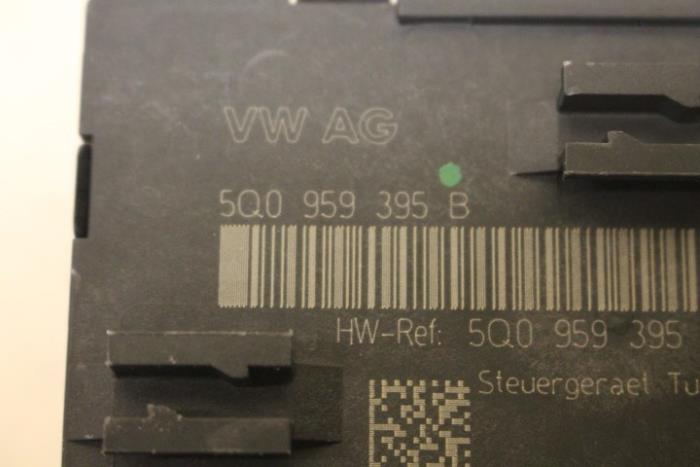 VW AG
5Q0 959 395 B
HW-Ref: 5Q0 959 395
Steuergeraet Tu